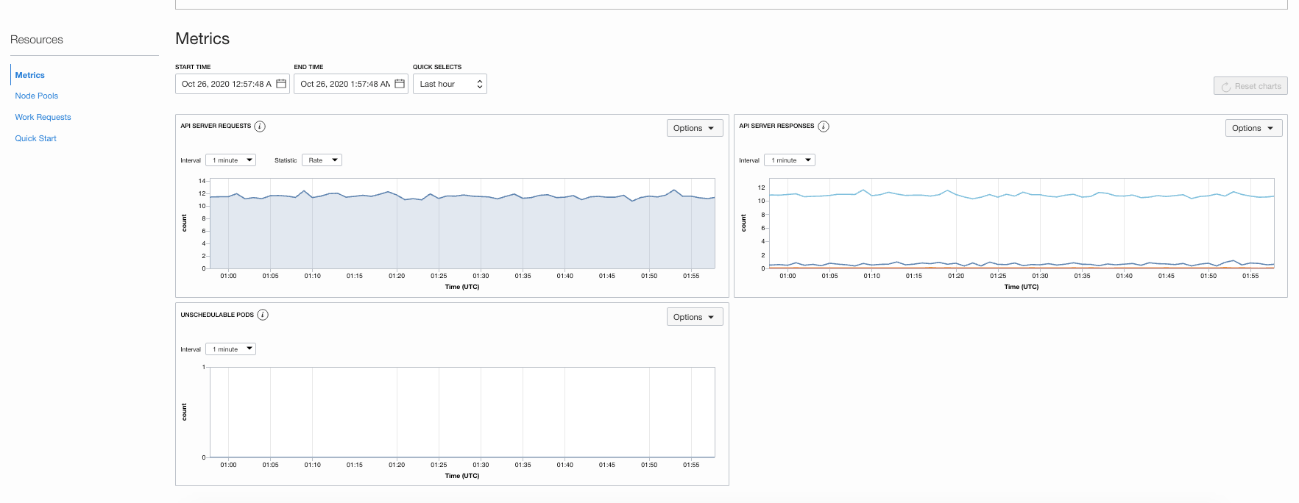 Resources
Metrics
Node Pools
Work Requests
Quick Start
Metrics
START TIME END TIME QUICK SELECTS
Oct 26, 2020 12:57:48 A Oct 26, 2020 1:57:48 AM Last hour
Reset charts
API SERVER REQUESTS i Options
Interval 1 minute Statistic Rate
14
12
10
8
6
4
2
0
count
01:00 01:05 01:10 01:15 01:20 01:25 01:30 01:35 01:40 01:45 01:50 01:55
Time (UTC)
API SERVER RESPONSES i Options
Interval 1 minute
12
10
8
6
4
2
0
count
01:00 01:05 01:10 01:15 01:20 01:25 01:30 01:35 01:40 01:45 01:50 01:55
Time (UTC)
UNSCHEDULABLE PODS i Options
Interval 1 minute
1
0
count
01:00 01:05 01:10 01:15 01:20 01:25 01:30 01:35 01:40 01:45 01:50 01:55
Time (UTC)